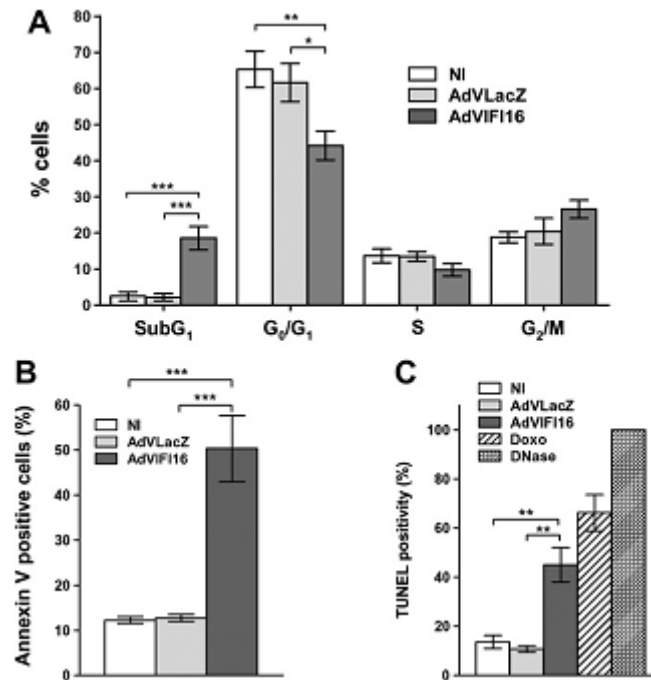 A
% cells
80
70
60
50
40
30
20
10
0
***
***
**
*
NI
AdVLacZ
AdVIFI16
SubG₁
G₀/G₁
S
G₂/M
B
Annexin V positive cells (%)
60
50
40
30
20
10
0
***
***
NI
AdVLacZ
AdVIFI16
C
NI
AdVLacZ
AdVIFI16
Doxo
DNase
TUNEL positivity (%)
100
80
60
40
20
0
**
**